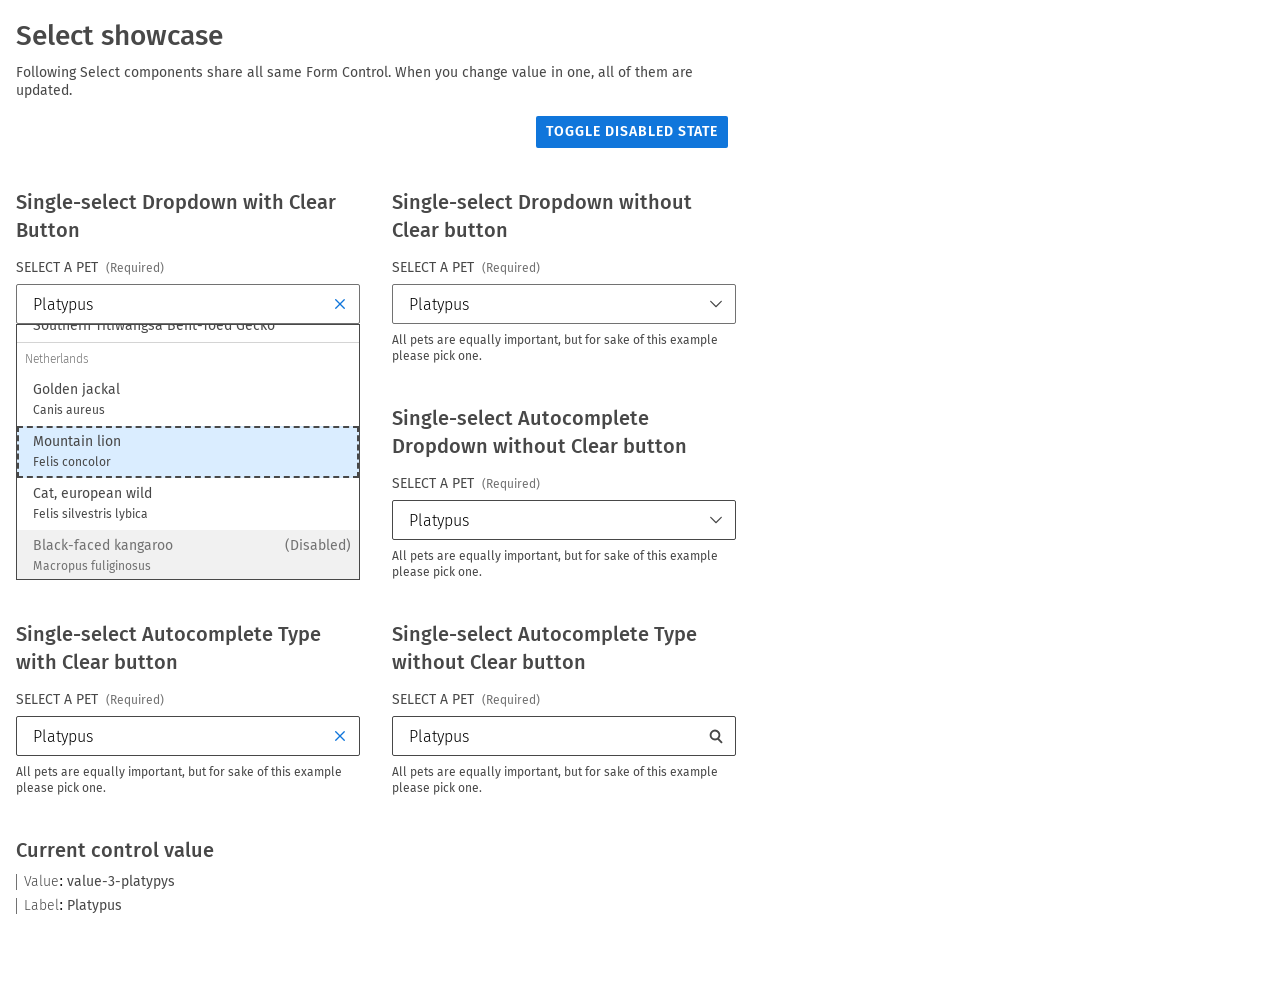 Select showcase
Following Select components share all same Form Control. When you change value in one, all of them are
updated.
TOGGLE DISABLED STATE
Single-select Dropdown with Clear
Button
SELECT A PET (Required)
Platypus
Southern Titiwangsa Bent-Toed Gecko
Netherlands
Golden jackal
Canis aureus
Mountain lion
Felis concolor
Cat, european wild
Felis silvestris lybica
Black-faced kangaroo (Disabled)
Macropus fuliginosus
Single-select Dropdown without
Clear button
SELECT A PET (Required)
Platypus
All pets are equally important, but for sake of this example
please pick one.
Single-select Autocomplete
Dropdown without Clear button
SELECT A PET (Required)
Platypus
All pets are equally important, but for sake of this example
please pick one.
Single-select Autocomplete Type
with Clear button
SELECT A PET (Required)
Platypus
All pets are equally important, but for sake of this example
please pick one.
Single-select Autocomplete Type
without Clear button
SELECT A PET (Required)
Platypus
All pets are equally important, but for sake of this example
please pick one.
Current control value
Value: value-3-platypys
Label: Platypus